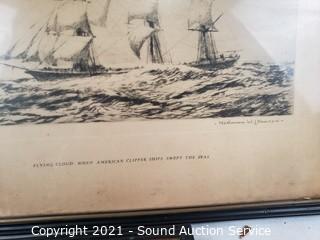 FLYING CLOUD WHEN AMERICAN CLIPPER SHIPS SWEPT THE SEAS
Copyright 2021 - Sound Auction Service